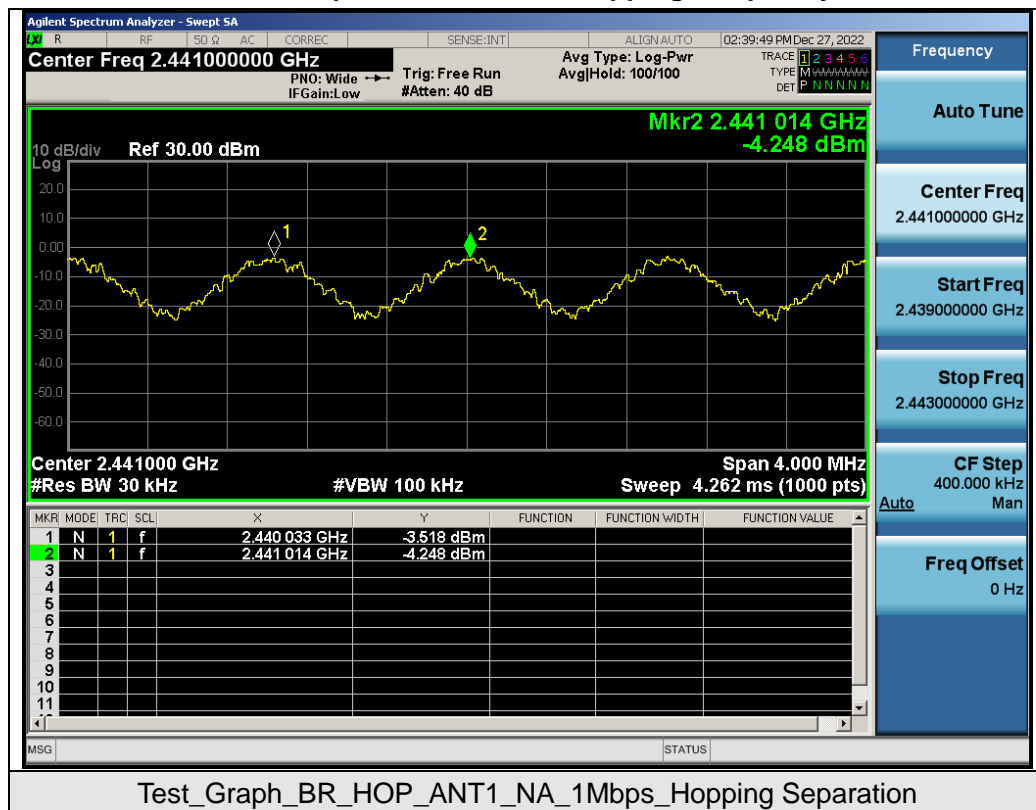 Agilent Spectrum Analyzer - Swept SA
LXI R RF 50 Ω AC CORREC SENSE:INT ALIGN AUTO 02:39:49 PM Dec 27, 2022
Center Freq 2.441000000 GHz
PNO: Wide
IFGain:Low
Trig: Free Run
#Atten: 40 dB
Avg Type: Log-Pwr
Avg|Hold: 100/100
TRACE 1 2 3 4 5 6
TYPE M
DET P N N N N N
Mkr2 2.441 014 GHz
-4.248 dBm
10 dB/div Ref 30.00 dBm
Log
20.0
10.0
0.00
-10.0
-20.0
-30.0
-40.0
-50.0
-60.0
1
2
Center 2.441000 GHz Span 4.000 MHz
#Res BW 30 kHz #VBW 100 kHz Sweep 4.262 ms (1000 pts)
MKR MODE TRC SCL X Y FUNCTION FUNCTION WIDTH FUNCTION VALUE
1 N 1 f 2.440 033 GHz -3.518 dBm
2 N 1 f 2.441 014 GHz -4.248 dBm
3
4
5
6
7
8
9
10
11
MSG STATUS
Frequency
Auto Tune
Center Freq
2.441000000 GHz
Start Freq
2.439000000 GHz
Stop Freq
2.443000000 GHz
CF Step
400.000 kHz
Auto Man
Freq Offset
0 Hz
Test_Graph_BR_HOP_ANT1_NA_1Mbps_Hopping Separation